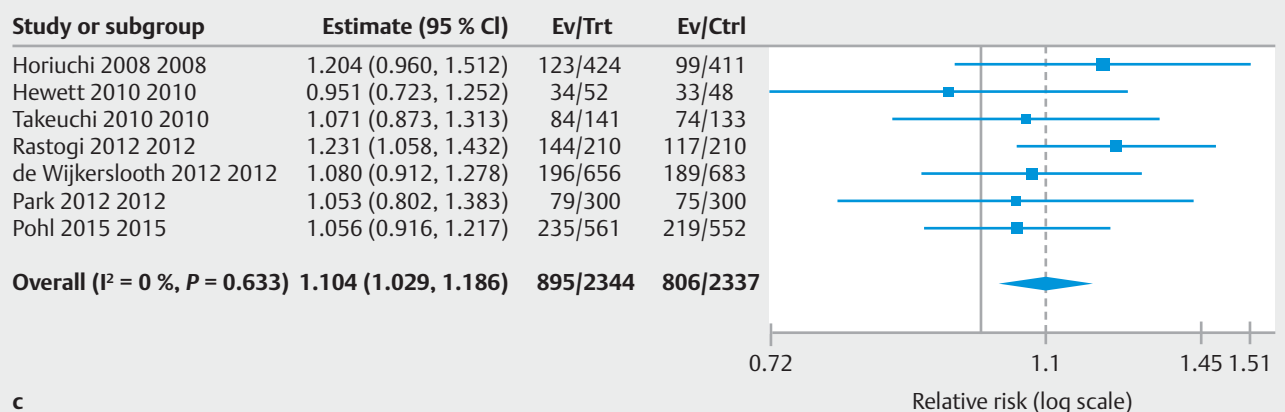 Study or subgroup Estimate (95 % CI) Ev/Trt Ev/Ctrl
Horiuchi 2008 2008 1.204 (0.960, 1.512) 123/424 99/411
Hewett 2010 2010 0.951 (0.723, 1.252) 34/52 33/48
Takeuchi 2010 2010 1.071 (0.873, 1.313) 84/141 74/133
Rastogi 2012 2012 1.231 (1.058, 1.432) 144/210 117/210
de Wijkerslooth 2012 2012 1.080 (0.912, 1.278) 196/656 189/683
Park 2012 2012 1.053 (0.802, 1.383) 79/300 75/300
Pohl 2015 2015 1.056 (0.916, 1.217) 235/561 219/552
Overall (I² = 0 %, P = 0.633) 1.104 (1.029, 1.186) 895/2344 806/2337
0.72 1.1 1.45 1.51
c Relative risk (log scale)